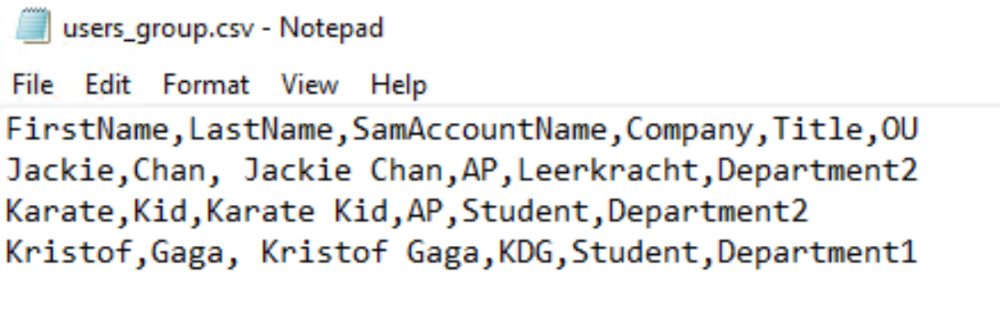 users_group.csv - Notepad
File Edit Format View Help
FirstName,LastName,SamAccountName,Company,Title,OU
Jackie,Chan, Jackie Chan,AP,Leerkracht,Department2
Karate,Kid,Karate Kid,AP,Student,Department2
Kristof,Gaga, Kristof Gaga,KDG,Student,Department1